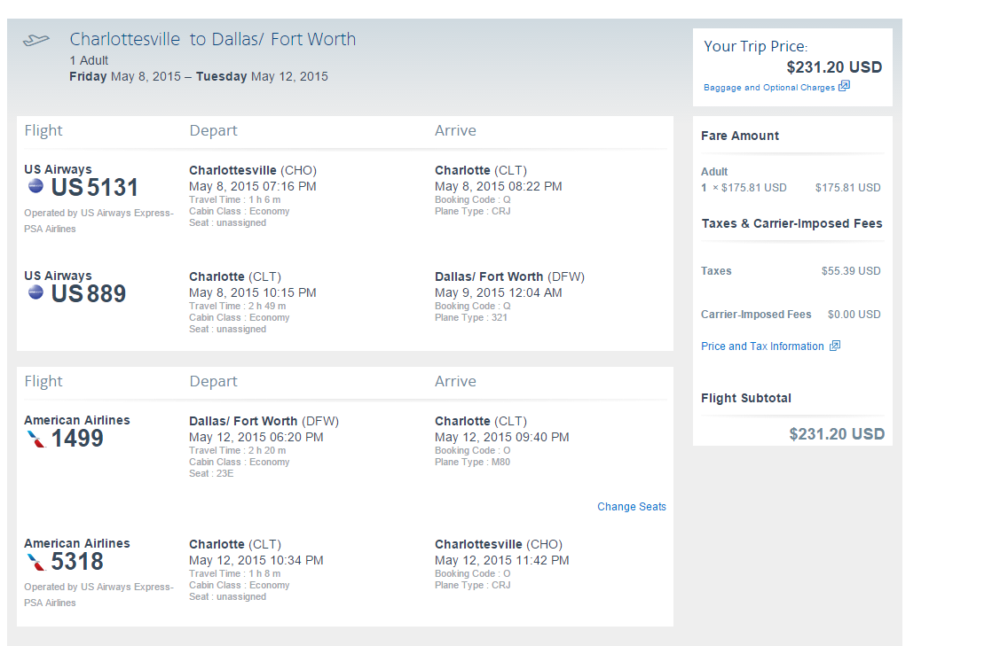 Charlottesville to Dallas/ Fort Worth
1 Adult
Friday May 8, 2015 – Tuesday May 12, 2015
Your Trip Price:
$231.20 USD
Baggage and Optional Charges
Flight Depart Arrive
US Airways
US 5131
Operated by US Airways Express-
PSA Airlines
Charlottesville (CHO)
May 8, 2015 07:16 PM
Travel Time : 1 h 6 m
Cabin Class : Economy
Seat : unassigned
Charlotte (CLT)
May 8, 2015 08:22 PM
Booking Code : Q
Plane Type : CRJ
US Airways
US 889
Charlotte (CLT)
May 8, 2015 10:15 PM
Travel Time : 2 h 49 m
Cabin Class : Economy
Seat : unassigned
Dallas/ Fort Worth (DFW)
May 9, 2015 12:04 AM
Booking Code : Q
Plane Type : 321
Flight Depart Arrive
American Airlines
1499
Dallas/ Fort Worth (DFW)
May 12, 2015 06:20 PM
Travel Time : 2 h 20 m
Cabin Class : Economy
Seat : 23E
Charlotte (CLT)
May 12, 2015 09:40 PM
Booking Code : O
Plane Type : M80
Change Seats
American Airlines
5318
Operated by US Airways Express-
PSA Airlines
Charlotte (CLT)
May 12, 2015 10:34 PM
Travel Time : 1 h 8 m
Cabin Class : Economy
Seat : unassigned
Charlottesville (CHO)
May 12, 2015 11:42 PM
Booking Code : O
Plane Type : CRJ
Fare Amount
Adult
1 × $175.81 USD $175.81 USD
Taxes & Carrier-Imposed Fees
Taxes $55.39 USD
Carrier-Imposed Fees $0.00 USD
Price and Tax Information
Flight Subtotal
$231.20 USD